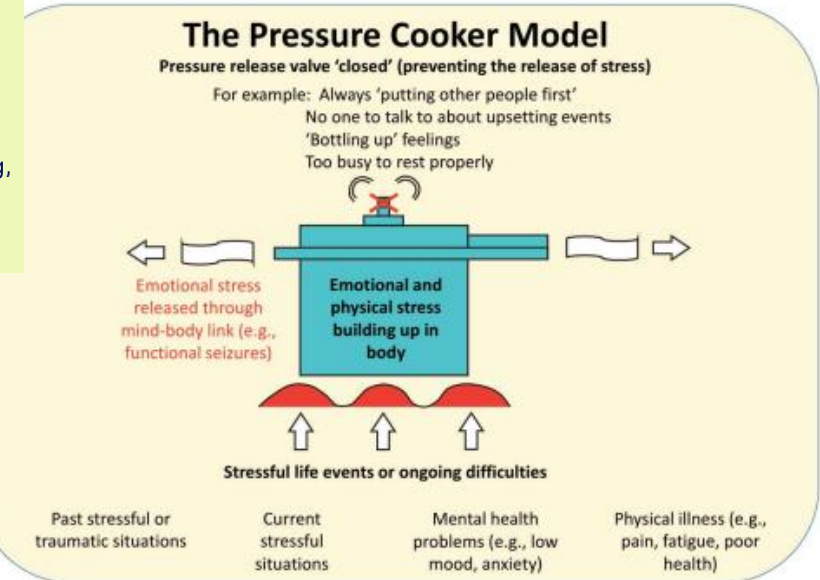 The Pressure Cooker Model
Pressure release valve 'closed' (preventing the release of stress)
For example: Always 'putting other people first'
No one to talk to about upsetting events
'Bottling up' feelings
Too busy to rest properly
Emotional stress
released through
mind-body link (e.g.,
functional seizures)
Emotional and
physical stress
building up in
body
Stressful life events or ongoing difficulties
Past stressful or
traumatic situations
Current
stressful
situations
Mental health
problems (e.g., low
mood, anxiety)
Physical illness (e.g.,
pain, fatigue, poor
health)